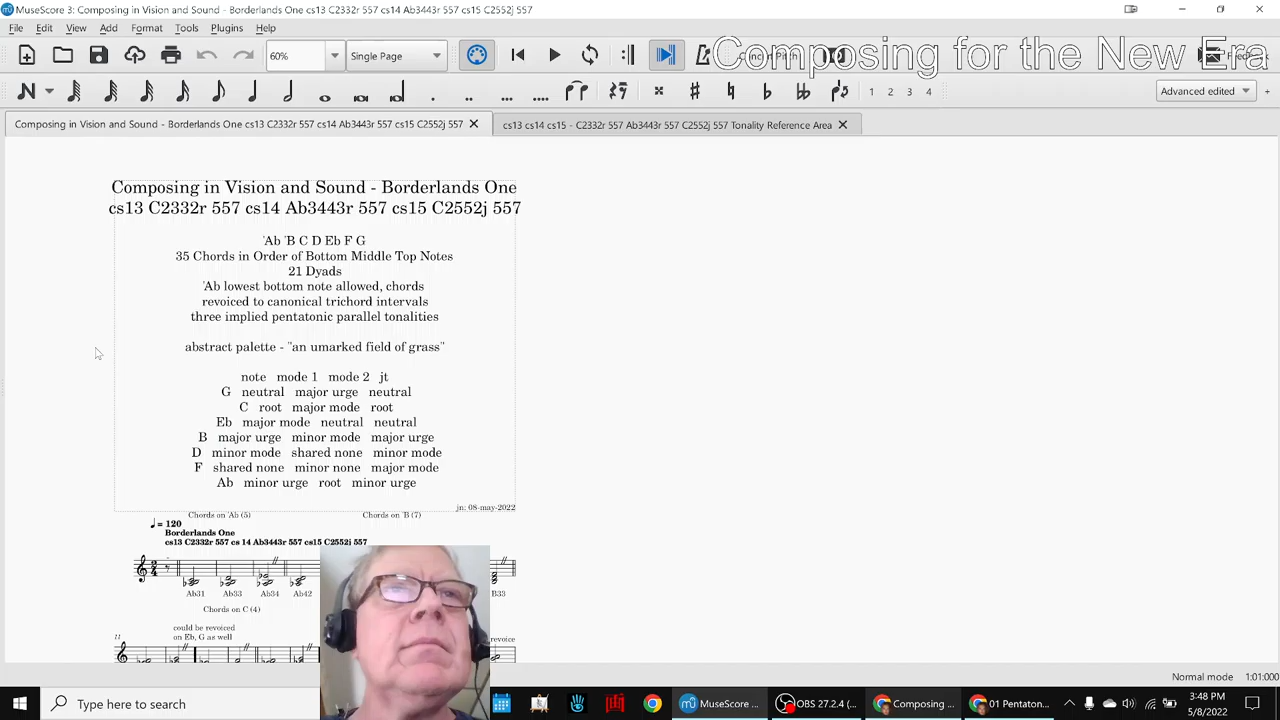 MuseScore 3: Composing in Vision and Sound - Borderlands One cs13 C2332r 557 cs14 Ab3443r 557 cs15 C2552j 557
File Edit View Add Format Tools Plugins Help
60% Single Page
Composing for the New Era
1 2 3 4 Advanced edited +
Composing in Vision and Sound - Borderlands One cs13 C2332r 557 cs14 Ab3443r 557 cs15 C2552j 557
cs13 cs14 cs15 - C2332r 557 Ab3443r 557 C2552j 557 Tonality Reference Area
Composing in Vision and Sound - Borderlands One
cs13 C2332r 557 cs14 Ab3443r 557 cs15 C2552j 557
'Ab 'B C D Eb F G
35 Chords in Order of Bottom Middle Top Notes
21 Dyads
'Ab lowest bottom note allowed, chords
revoiced to canonical trichord intervals
three implied pentatonic parallel tonalities
abstract palette - "an umarked field of grass"
note mode 1 mode 2 jt
G neutral major urge neutral
C root major mode root
Eb major mode neutral neutral
B major urge minor mode major urge
D minor mode shared none minor mode
F shared none minor none major mode
Ab minor urge root minor urge
jn: 08-may-2022
Chords on 'Ab (5) Chords on 'B (7)
= 120
Borderlands One
cs13 C2332r 557 cs 14 Ab3443r 557 cs15 C2552j 557
Ab31 Ab33 Ab34 Ab42 B33
Chords on C (4)
could be revoiced
on Eb, G as well
revoice
11
Normal mode 1:01:000
Type here to search
MuseScore ... OBS 27.2.4 (... Composing ... 01 Pentaton...
3:48 PM
5/8/2022